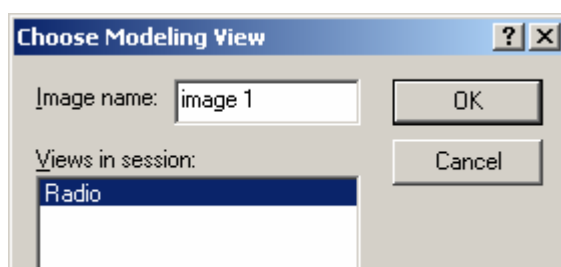 Choose Modeling View
Image name: image 1
OK
Views in session:
Cancel
Radio